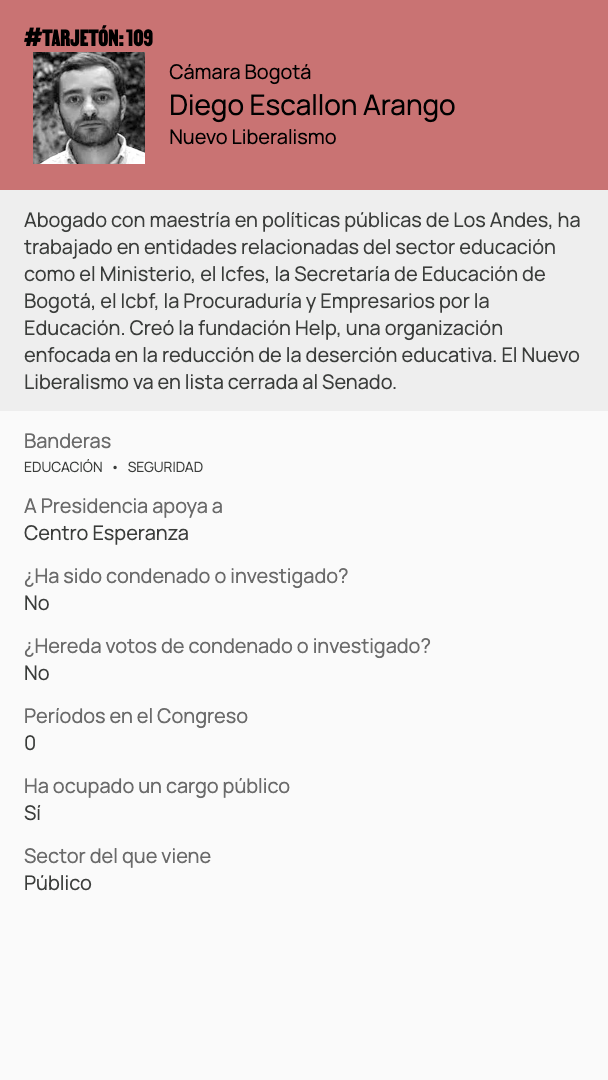 #TARJETÓN: 109
Cámara Bogotá
Diego Escallon Arango
Nuevo Liberalismo
Abogado con maestría en políticas públicas de Los Andes, ha
trabajado en entidades relacionadas del sector educación
como el Ministerio, el Icfes, la Secretaría de Educación de
Bogotá, el Icbf, la Procuraduría y Empresarios por la
Educación. Creó la fundación Help, una organización
enfocada en la reducción de la deserción educativa. El Nuevo
Liberalismo va en lista cerrada al Senado.
Banderas
EDUCACIÓN • SEGURIDAD
A Presidencia apoya a
Centro Esperanza
¿Ha sido condenado o investigado?
No
¿Hereda votos de condenado o investigado?
No
Períodos en el Congreso
0
Ha ocupado un cargo público
Sí
Sector del que viene
Público